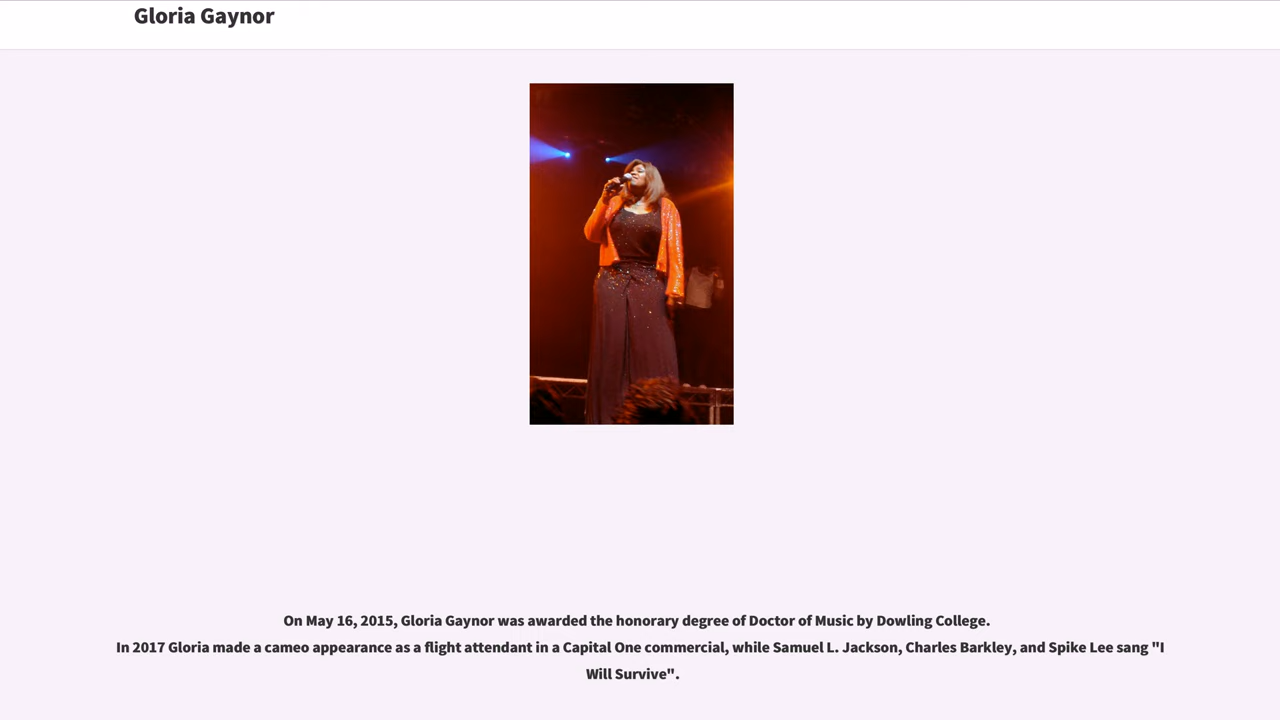 Gloria Gaynor
On May 16, 2015, Gloria Gaynor was awarded the honorary degree of Doctor of Music by Dowling College.
In 2017 Gloria made a cameo appearance as a flight attendant in a Capital One commercial, while Samuel L. Jackson, Charles Barkley, and Spike Lee sang "I
Will Survive".